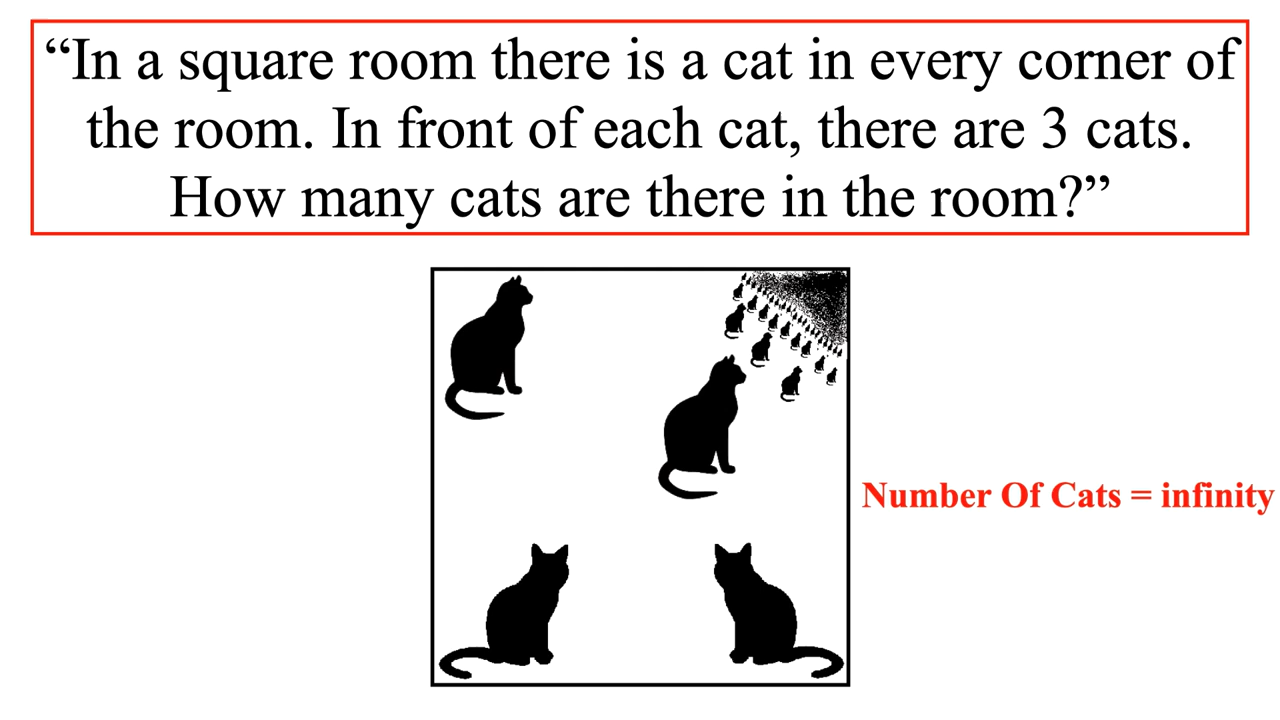 “In a square room there is a cat in every corner of
the room. In front of each cat, there are 3 cats.
How many cats are there in the room?”
Number Of Cats = infinity